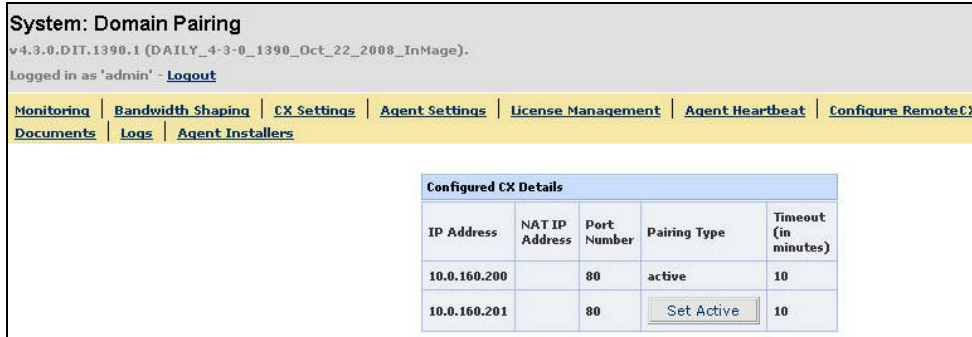 System: Domain Pairing
v4.3.0.DIT.1390.1 (DAILY_4-3-0_1390_Oct_22_2008_InMage).
Logged in as 'admin' - Logout
Monitoring | Bandwidth Shaping | CX Settings | Agent Settings | License Management | Agent Heartbeat | Configure RemoteCX
Documents | Logs | Agent Installers
Configured CX Details
IP Address NAT IP Address Port Number Pairing Type Timeout (in minutes)
10.0.160.200 80 active 10
10.0.160.201 80 Set Active 10